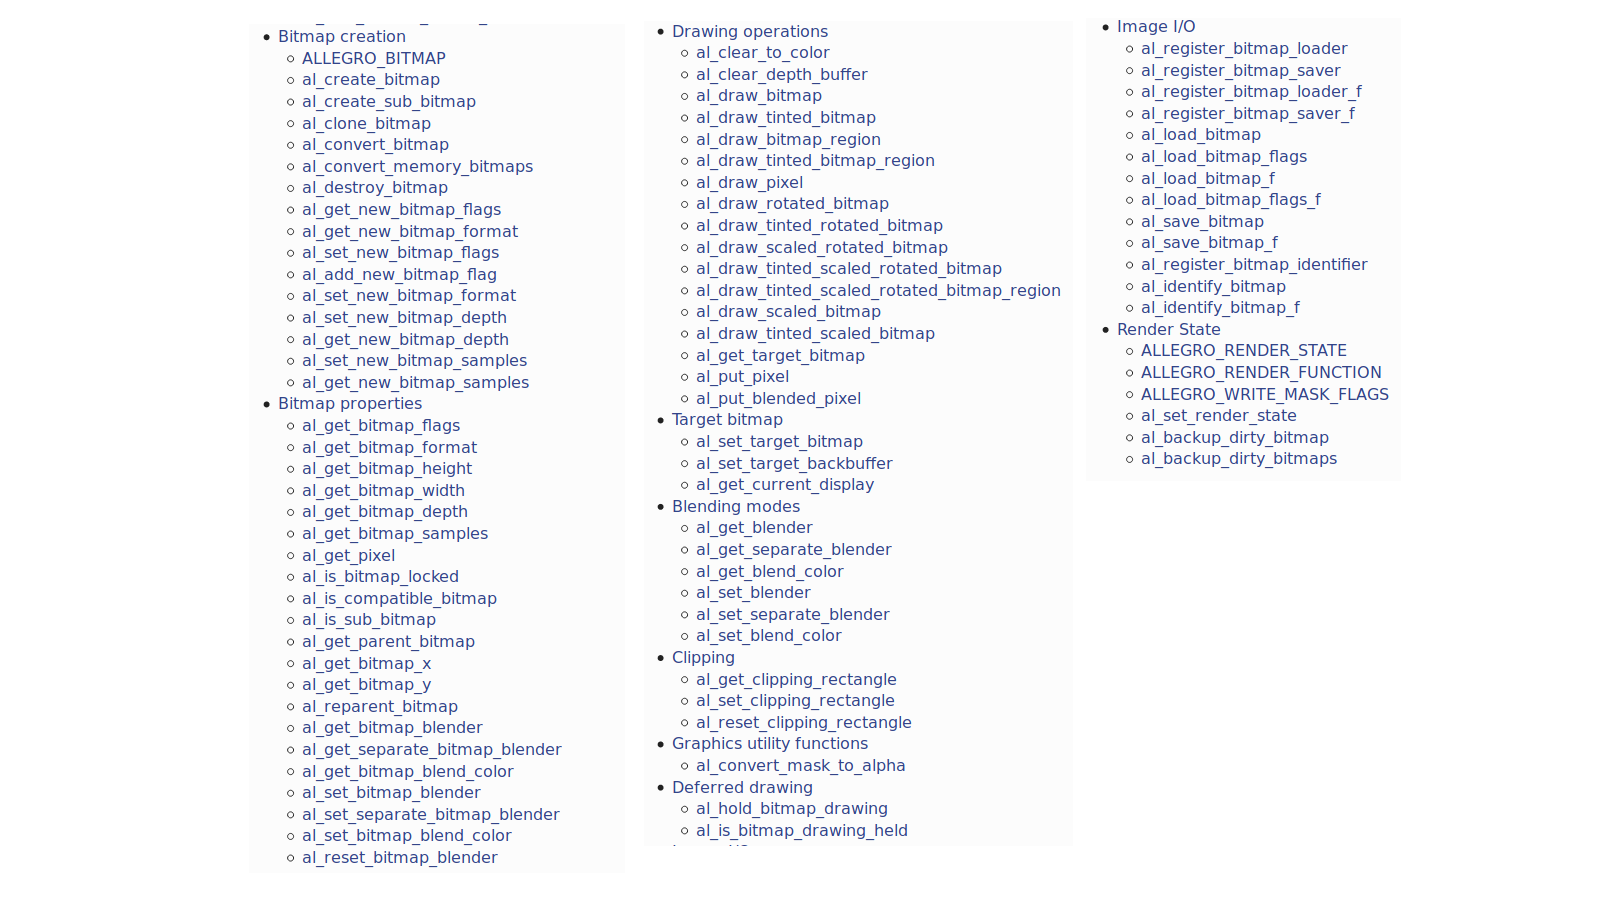 Bitmap creation
ALLEGRO_BITMAP
al_create_bitmap
al_create_sub_bitmap
al_clone_bitmap
al_convert_bitmap
al_convert_memory_bitmaps
al_destroy_bitmap
al_get_new_bitmap_flags
al_get_new_bitmap_format
al_set_new_bitmap_flags
al_add_new_bitmap_flag
al_set_new_bitmap_format
al_set_new_bitmap_depth
al_get_new_bitmap_depth
al_set_new_bitmap_samples
al_get_new_bitmap_samples
Bitmap properties
al_get_bitmap_flags
al_get_bitmap_format
al_get_bitmap_height
al_get_bitmap_width
al_get_bitmap_depth
al_get_bitmap_samples
al_get_pixel
al_is_bitmap_locked
al_is_compatible_bitmap
al_is_sub_bitmap
al_get_parent_bitmap
al_get_bitmap_x
al_get_bitmap_y
al_reparent_bitmap
al_get_bitmap_blender
al_get_separate_bitmap_blender
al_get_bitmap_blend_color
al_set_bitmap_blender
al_set_separate_bitmap_blender
al_set_bitmap_blend_color
al_reset_bitmap_blender
Drawing operations
al_clear_to_color
al_clear_depth_buffer
al_draw_bitmap
al_draw_tinted_bitmap
al_draw_bitmap_region
al_draw_tinted_bitmap_region
al_draw_pixel
al_draw_rotated_bitmap
al_draw_tinted_rotated_bitmap
al_draw_scaled_rotated_bitmap
al_draw_tinted_scaled_rotated_bitmap
al_draw_tinted_scaled_rotated_bitmap_region
al_draw_scaled_bitmap
al_draw_tinted_scaled_bitmap
al_get_target_bitmap
al_put_pixel
al_put_blended_pixel
Target bitmap
al_set_target_bitmap
al_set_target_backbuffer
al_get_current_display
Blending modes
al_get_blender
al_get_separate_blender
al_get_blend_color
al_set_blender
al_set_separate_blender
al_set_blend_color
Clipping
al_get_clipping_rectangle
al_set_clipping_rectangle
al_reset_clipping_rectangle
Graphics utility functions
al_convert_mask_to_alpha
Deferred drawing
al_hold_bitmap_drawing
al_is_bitmap_drawing_held
Image I/O
al_register_bitmap_loader
al_register_bitmap_saver
al_register_bitmap_loader_f
al_register_bitmap_saver_f
al_load_bitmap
al_load_bitmap_flags
al_load_bitmap_f
al_load_bitmap_flags_f
al_save_bitmap
al_save_bitmap_f
al_register_bitmap_identifier
al_identify_bitmap
al_identify_bitmap_f
Render State
ALLEGRO_RENDER_STATE
ALLEGRO_RENDER_FUNCTION
ALLEGRO_WRITE_MASK_FLAGS
al_set_render_state
al_backup_dirty_bitmap
al_backup_dirty_bitmaps